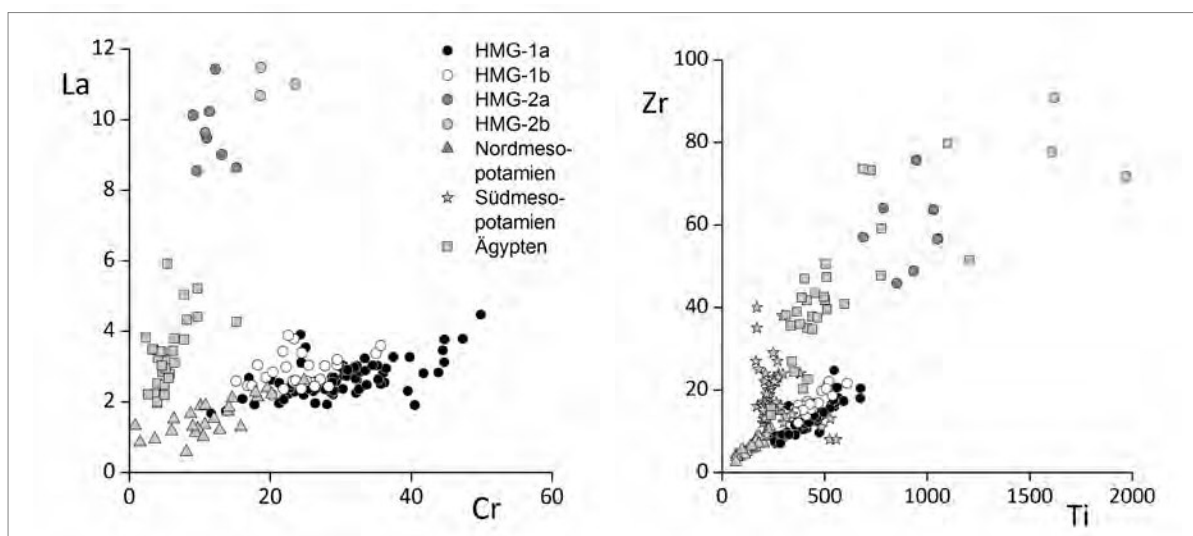 12
La
10
8
6
4
2
0
0
20
40
60
Cr
HMG-1a
HMG-1b
HMG-2a
HMG-2b
Nordmeso-
potamien
Südmeso-
potamien
Ägypten
100
Zr
80
60
40
20
0
0
500
1000
1500
2000
Ti